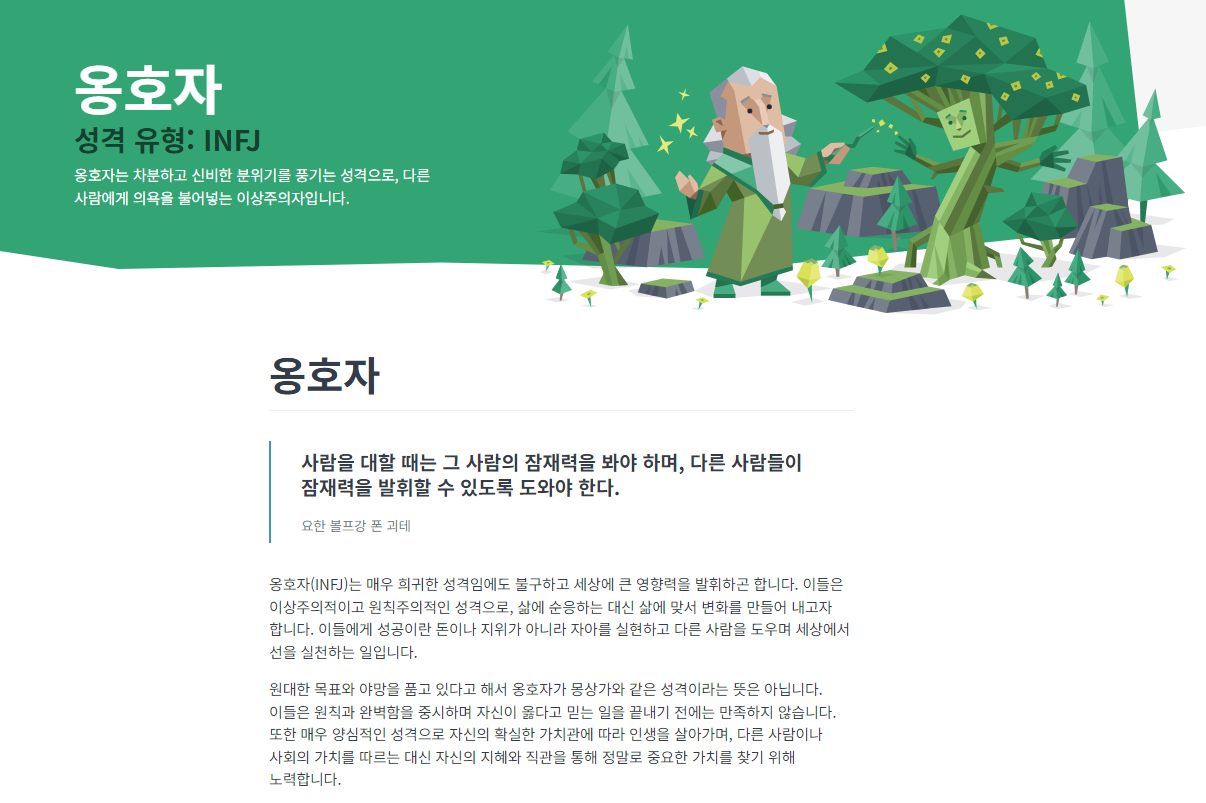 옹호자
성격 유형: INFJ
옹호자는 차분하고 신비한 분위기를 풍기는 성격으로, 다른
사람에게 의욕을 불어넣는 이상주의자입니다.
옹호자
사람을 대할 때는 그 사람의 잠재력을 봐야 하며, 다른 사람들이
잠재력을 발휘할 수 있도록 도와야 한다.
요한 볼프강 폰 괴테
옹호자(INFJ)는 매우 희귀한 성격임에도 불구하고 세상에 큰 영향력을 발휘하곤 합니다. 이들은
이상주의적이고 원칙주의적인 성격으로, 삶에 순응하는 대신 삶에 맞서 변화를 만들어 내고자
합니다. 이들에게 성공이란 돈이나 지위가 아니라 자아를 실현하고 다른 사람을 도우며 세상에서
선을 실천하는 일입니다.
원대한 목표와 야망을 품고 있다고 해서 옹호자가 몽상가와 같은 성격이라는 뜻은 아닙니다.
이들은 원칙과 완벽함을 중시하며 자신이 옳다고 믿는 일을 끝내기 전에는 만족하지 않습니다.
또한 매우 양심적인 성격으로 자신의 확실한 가치관에 따라 인생을 살아가며, 다른 사람이나
사회의 가치를 따르는 대신 자신의 지혜와 직관을 통해 정말로 중요한 가치를 찾기 위해
노력합니다.